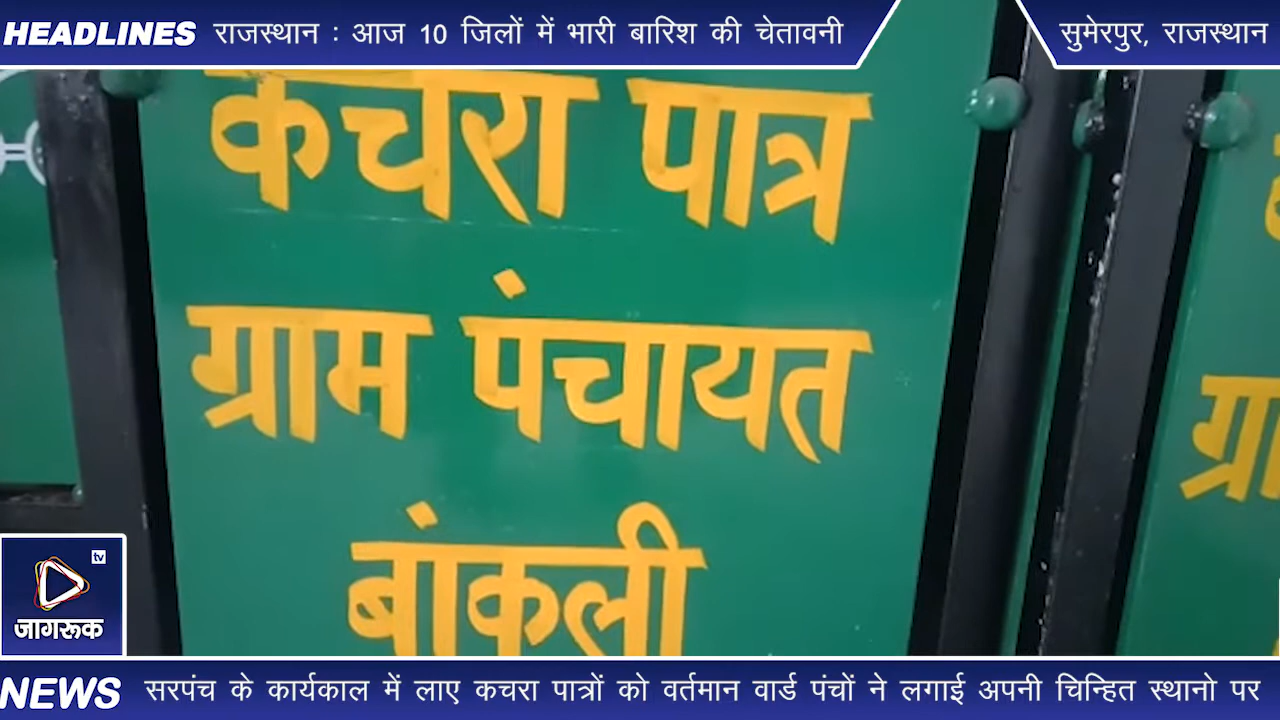 HEADLINES राजस्थान : आज 10 जिलों में भारी बारिश की चेतावनी
सुमेरपुर, राजस्थान
कचरा पात्र
ग्राम पंचायत
बांकली
ग्रा
tv
जागरूक
NEWS सरपंच के कार्यकाल में लाए कचरा पात्रों को वर्तमान वार्ड पंचों ने लगाई अपनी चिन्हित स्थानो पर